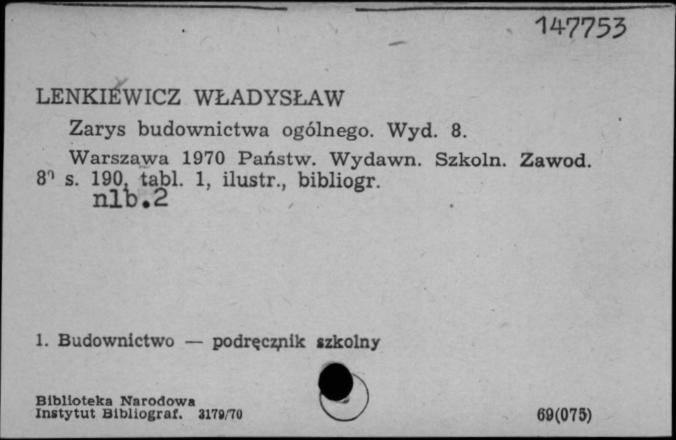 147753
LENKIEWICZ WŁADYSŁAW
Zarys budownictwa ogólnego. Wyd. 8.
Warszawa 1970 Państw. Wydawn. Szkoln. Zawod.
8⁰ s. 190, tabl. 1, ilustr., bibliogr.
nlb.2
1. Budownictwo — podręcznik szkolny
Biblioteka Narodowa
Instytut Bibliograf. 3179/70
69(075)